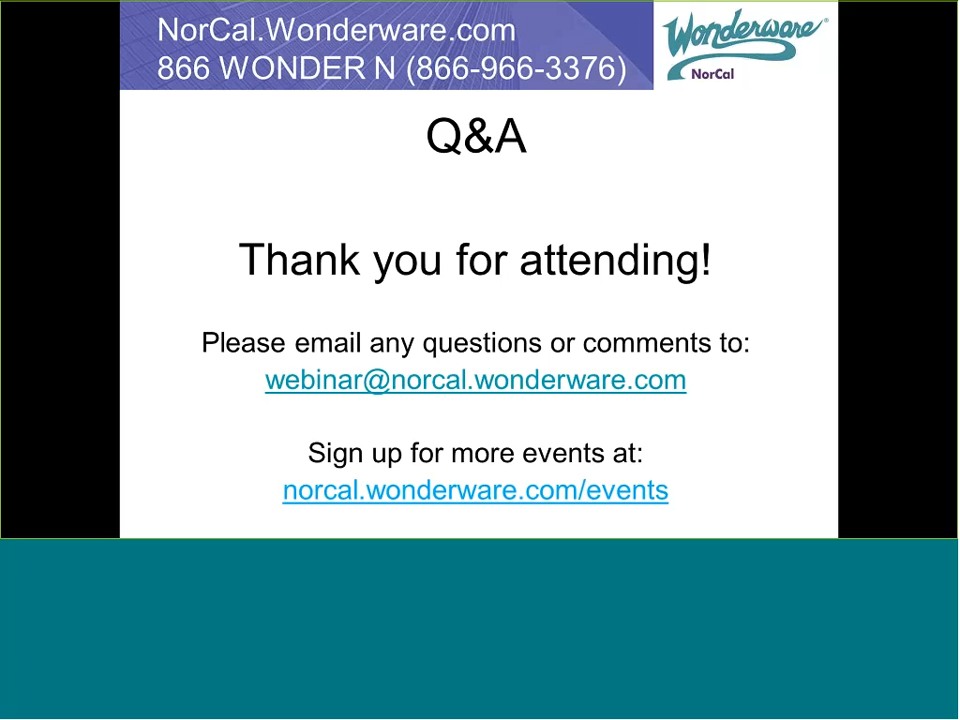 NorCal.Wonderware.com
866 WONDER N (866-966-3376)
Wonderware®
NorCal
Q&A
Thank you for attending!
Please email any questions or comments to:
webinar@norcal.wonderware.com
Sign up for more events at:
norcal.wonderware.com/events